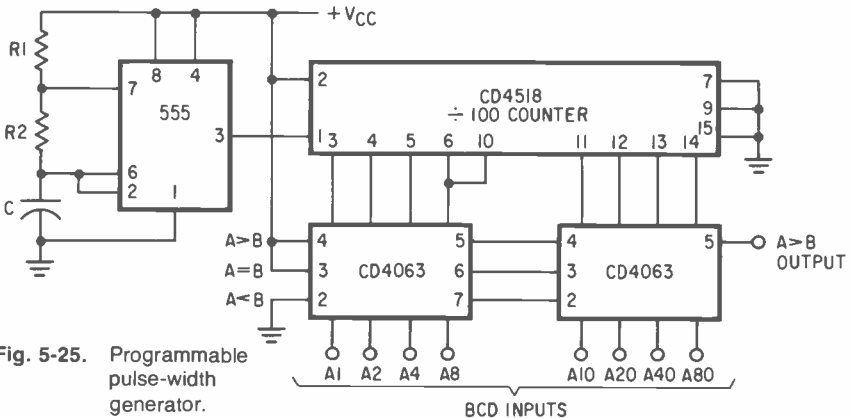 +VCC
R1
8 4
7
555
R2
3
6
2
1
C
2
CD4518
÷ 100 COUNTER
7
9
15
1 3 4 5 6 10 11 12 13 14
A>B 4
A=B 3
A<B 2
CD4063
5
6
7
4
3
2
CD4063
5
A>B
OUTPUT
A1 A2 A4 A8
A10 A20 A40 A80
BCD INPUTS
Fig. 5-25. Programmable
pulse-width
generator.